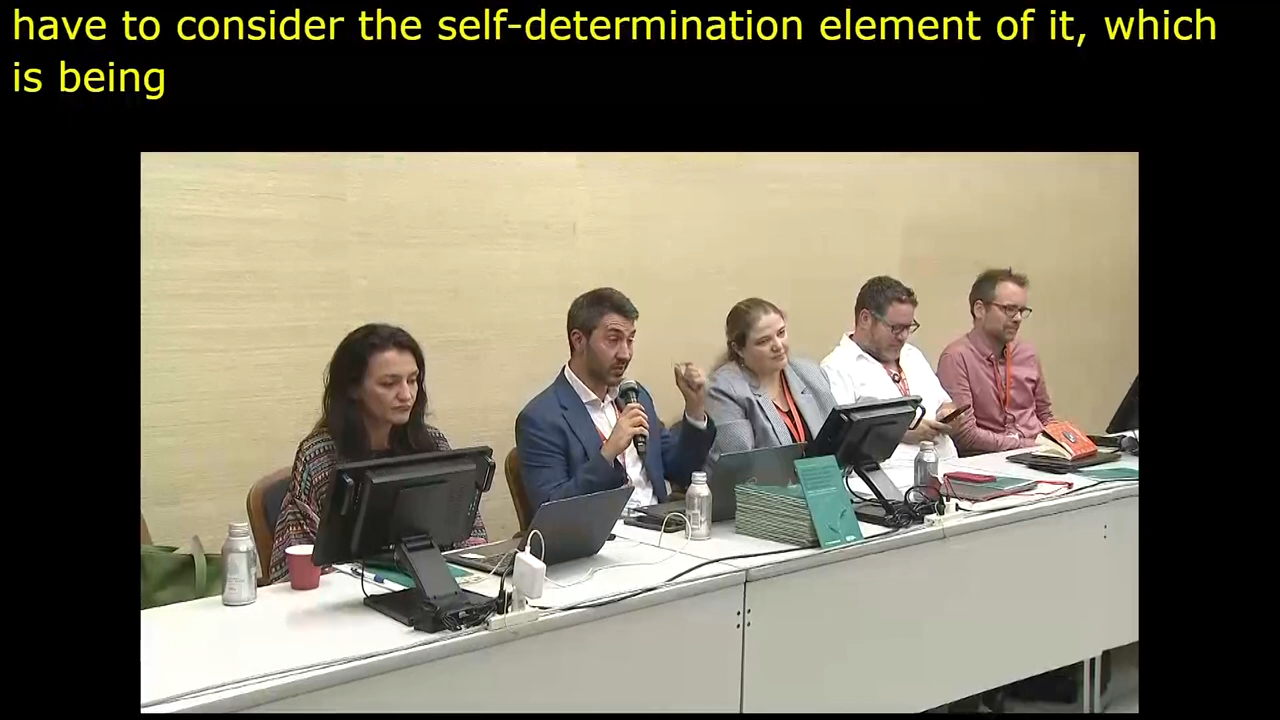 have to consider the self-determination element of it, which
is being